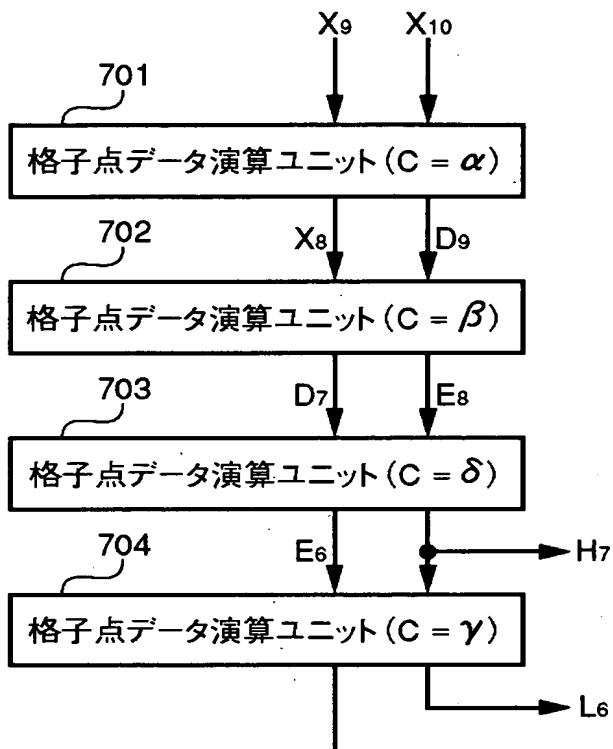 X9 X10
701
格子点データ演算ユニット(C = α)
702 X8 D9
格子点データ演算ユニット(C = β)
703 D7 E8
格子点データ演算ユニット(C = δ)
704 E6 H7
格子点データ演算ユニット(C = γ)
L6